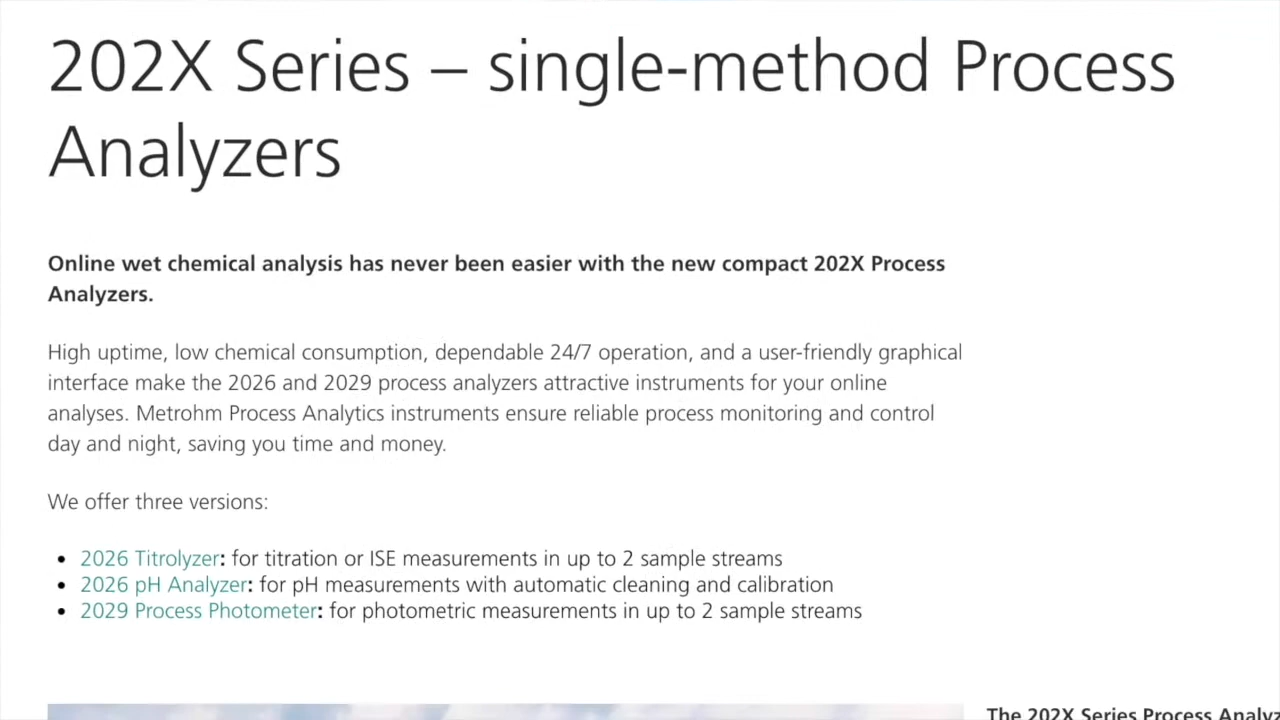 202X Series – single-method Process
Analyzers
Online wet chemical analysis has never been easier with the new compact 202X Process
Analyzers.
High uptime, low chemical consumption, dependable 24/7 operation, and a user-friendly graphical
interface make the 2026 and 2029 process analyzers attractive instruments for your online
analyses. Metrohm Process Analytics instruments ensure reliable process monitoring and control
day and night, saving you time and money.
We offer three versions:
• 2026 Titrolyzer: for titration or ISE measurements in up to 2 sample streams
• 2026 pH Analyzer: for pH measurements with automatic cleaning and calibration
• 2029 Process Photometer: for photometric measurements in up to 2 sample streams
The 202X Series Process